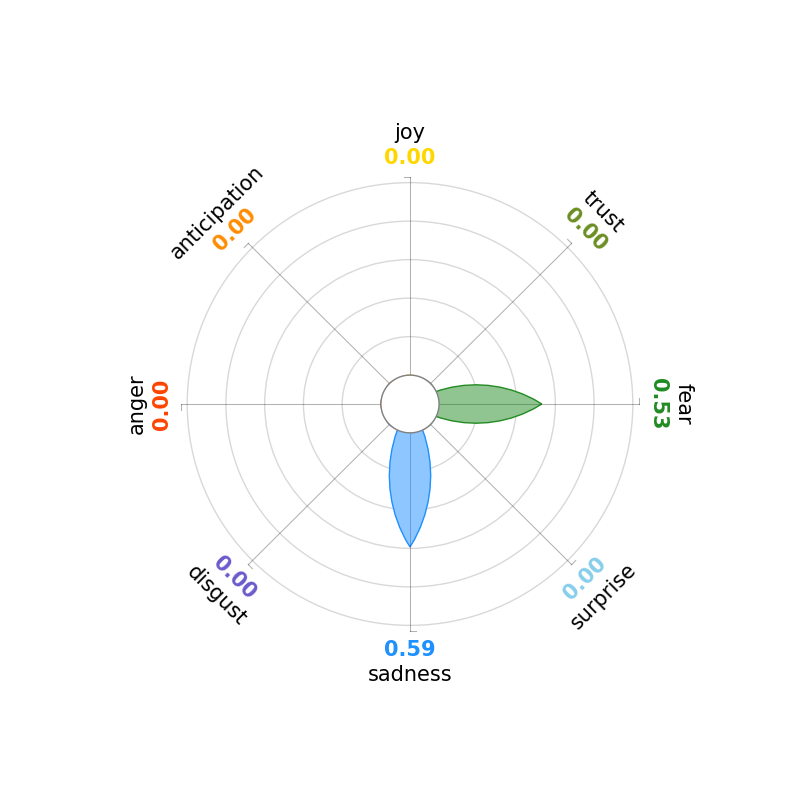 joy
0.00
trust
0.00
fear
0.53
surprise
0.00
0.59
sadness
0.00
disgust
anger
0.00
anticipation
0.00